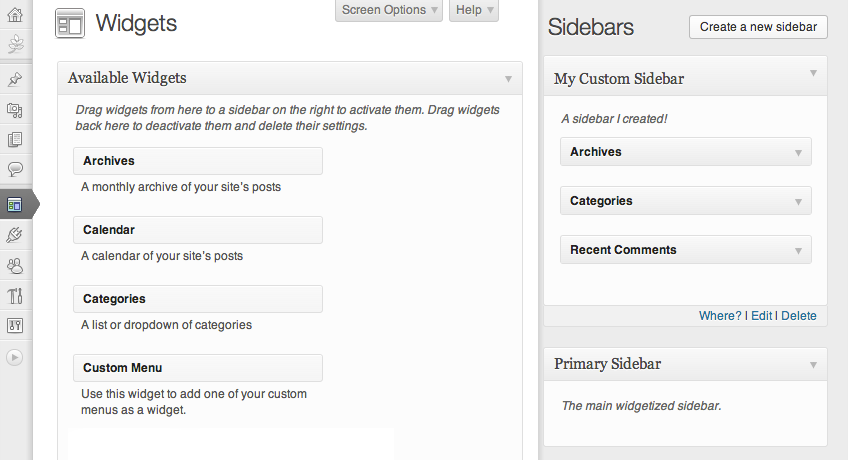 Widgets
Screen Options
Help
Available Widgets
Drag widgets from here to a sidebar on the right to activate them. Drag widgets
back here to deactivate them and delete their settings.
Archives
A monthly archive of your site's posts
Calendar
A calendar of your site's posts
Categories
A list or dropdown of categories
Custom Menu
Use this widget to add one of your custom
menus as a widget.
Sidebars
Create a new sidebar
My Custom Sidebar
A sidebar I created!
Archives
Categories
Recent Comments
Where? | Edit | Delete
Primary Sidebar
The main widgetized sidebar.